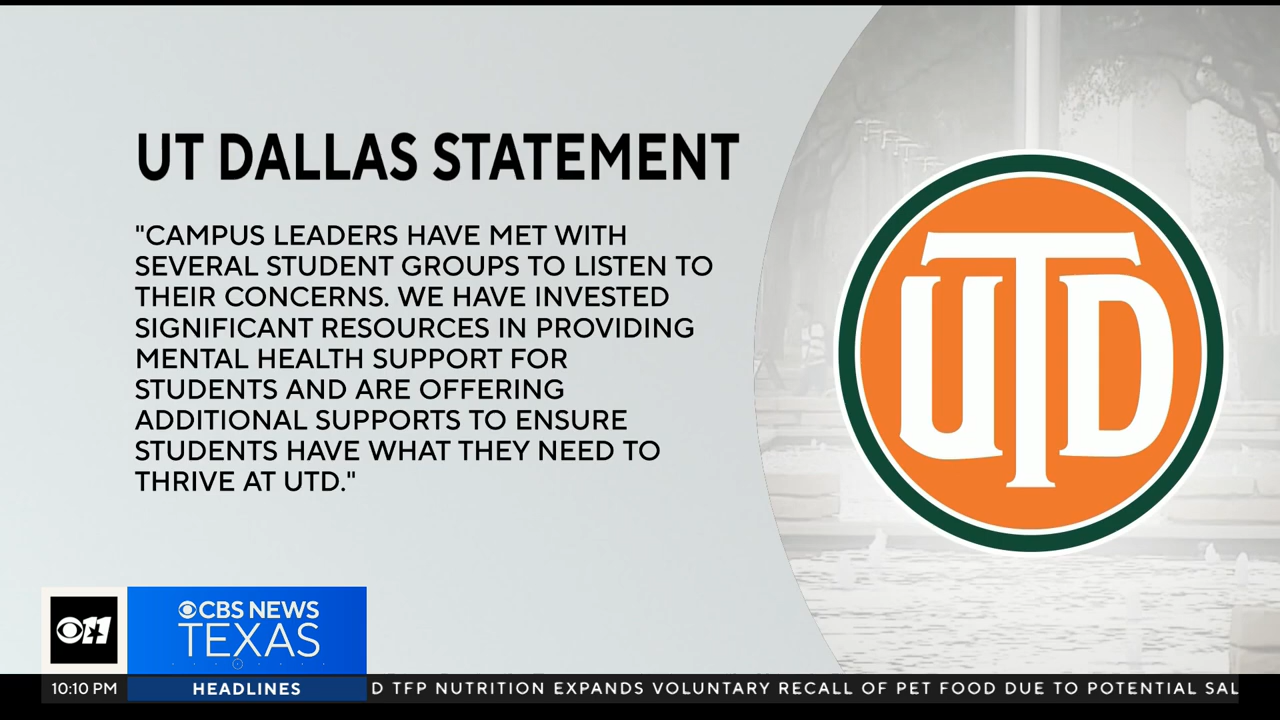 UT DALLAS STATEMENT
"CAMPUS LEADERS HAVE MET WITH
SEVERAL STUDENT GROUPS TO LISTEN TO
THEIR CONCERNS. WE HAVE INVESTED
SIGNIFICANT RESOURCES IN PROVIDING
MENTAL HEALTH SUPPORT FOR
STUDENTS AND ARE OFFERING
ADDITIONAL SUPPORTS TO ENSURE
STUDENTS HAVE WHAT THEY NEED TO
THRIVE AT UTD."
UTD
11
CBS NEWS
TEXAS
10:10 PM
HEADLINES
D TFP NUTRITION EXPANDS VOLUNTARY RECALL OF PET FOOD DUE TO POTENTIAL SAL